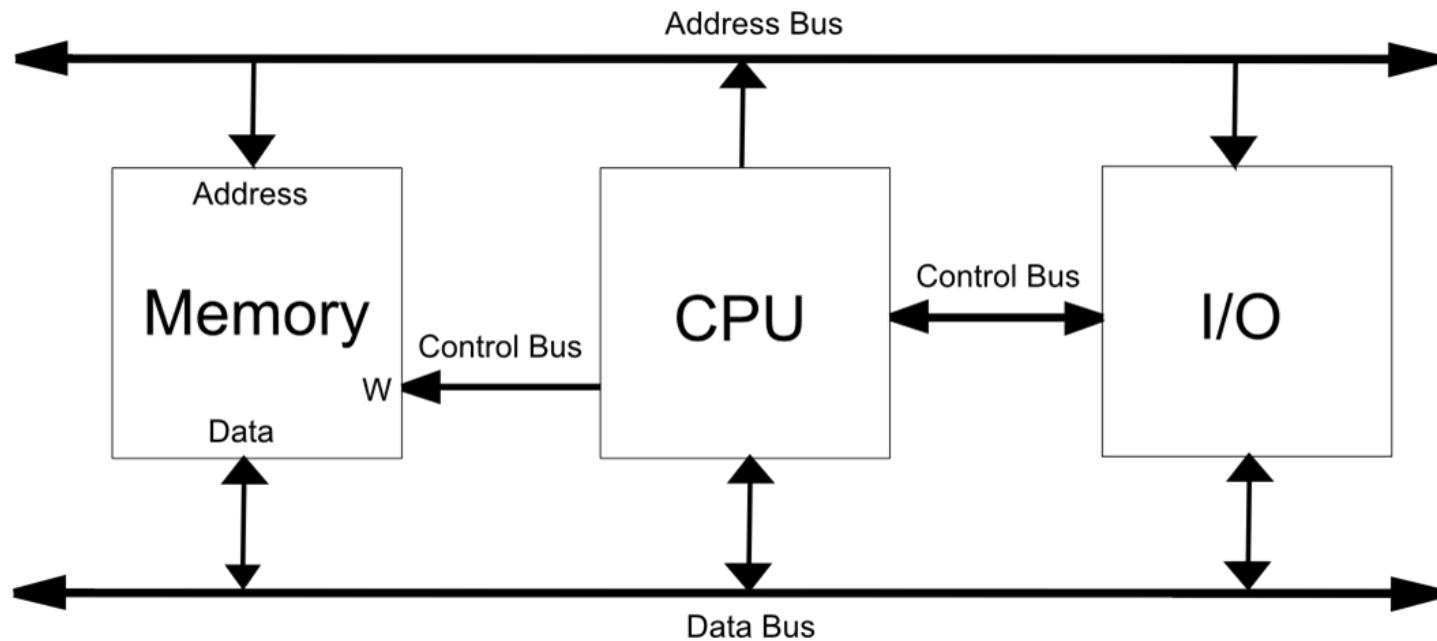 Address Bus
Address
Memory
CPU
I/O
Control Bus
Control Bus
W
Data
Data Bus